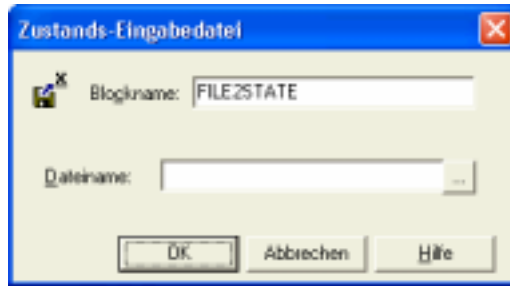 Zustands-Eingabedatei
x
Blockname: FILE2STATE
Dateiname: ...
OK Abbrechen Hilfe